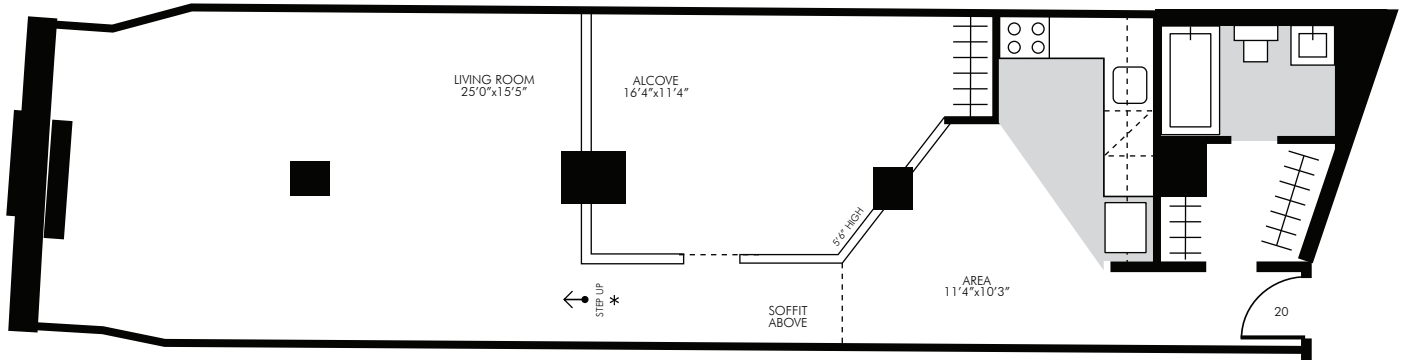 LIVING ROOM
25'0"x15'5"
ALCOVE
16'4"x11'4"
5'6" HIGH
STEP UP
*
SOFFIT
ABOVE
AREA
11'4"x10'3"
20